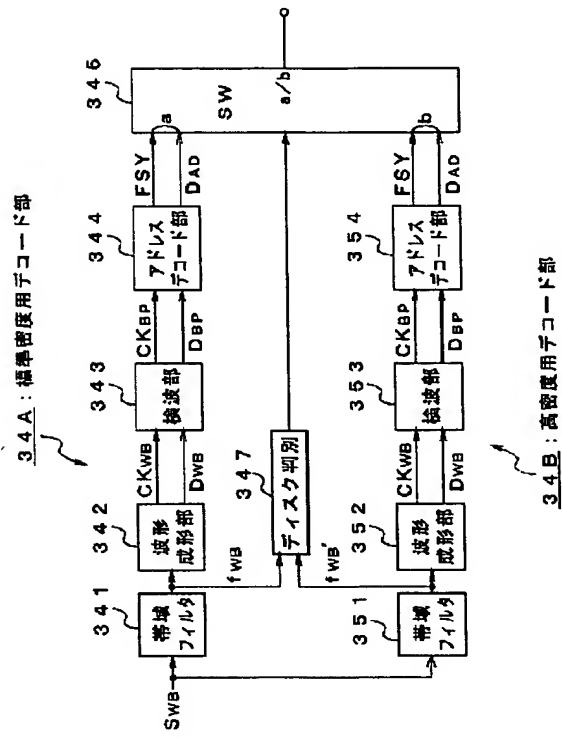 34A：標準密度用デコード部
341
帯域
フィルタ
342
波形
成形部
CKWB
DWB
343
検波部
CKBP
DBP
344
アドレス
デコード部
FSY
DAD
a
345
SW
a/b
SWB
fWB
347
ディスク判別
fWB'
351
帯域
フィルタ
352
波形
成形部
CKWB
DWB
353
検波部
CKBP
DBP
354
アドレス
デコード部
FSY
DAD
b
34B：高密度用デコード部